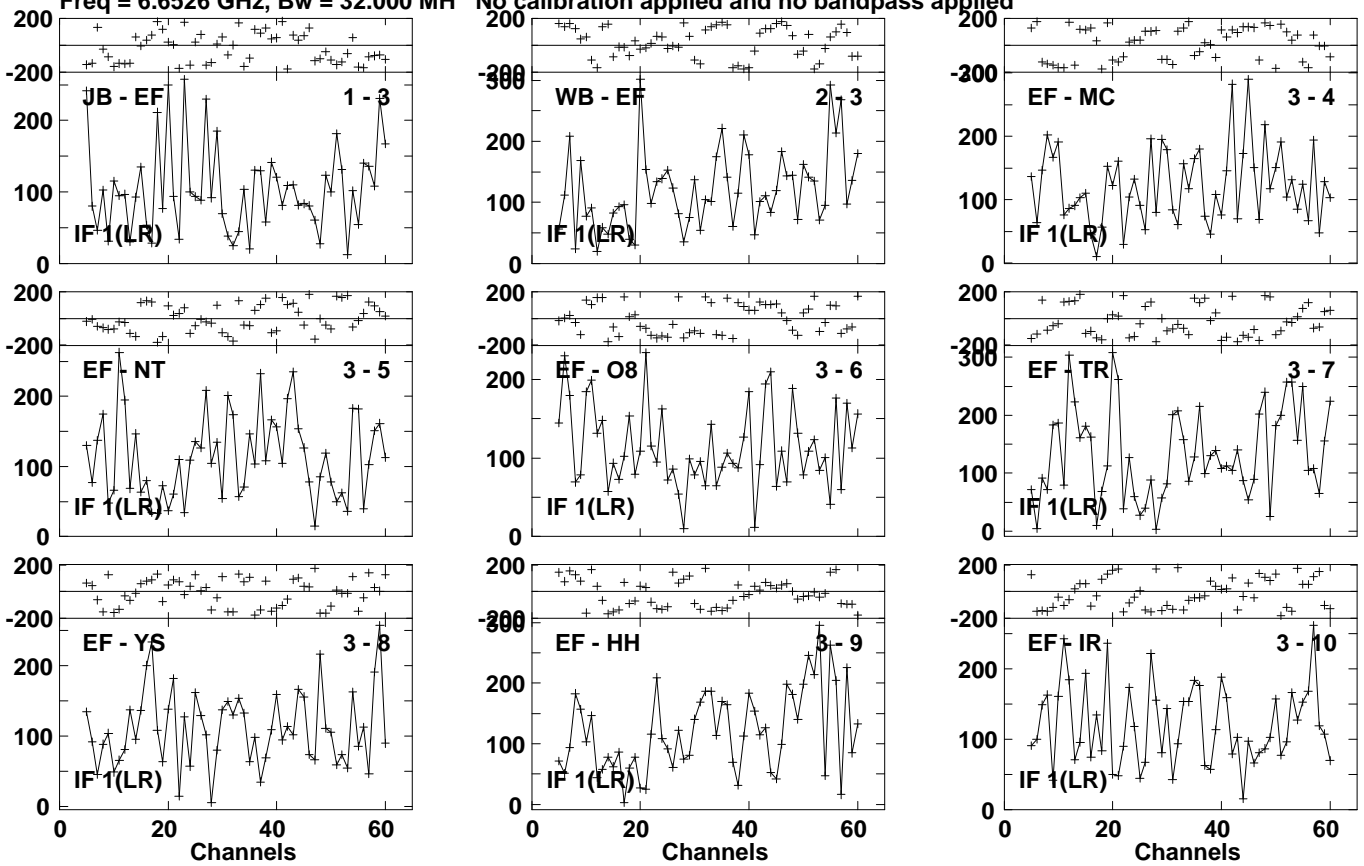 Freq = 6.6526 GHz, Bw = 32.000 MH No calibration applied and no bandpass applied
-200
JB - EF 1 - 3
200
100
IF 1(LR)
0
-200
300
WB - EF 2 - 3
200
100
IF 1(LR)
0
-200
300
EF - MC 3 - 4
200
100
IF 1(LR)
0
200
-200
EF - NT 3 - 5
200
100
IF 1(LR)
0
200
-200
EF - O8 3 - 6
200
100
IF 1(LR)
0
200
-200
300
EF - TR 3 - 7
200
100
IF 1(LR)
0
200
-200
EF - YS 3 - 8
200
100
IF 1(LR)
0
0 20 40 60
Channels
200
-200
300
EF - HH 3 - 9
200
100
IF 1(LR)
0
0 20 40 60
200
-200
EF - IR 3 - 10
200
100
IF 1(LR)
0
0 20 40 60
Channels